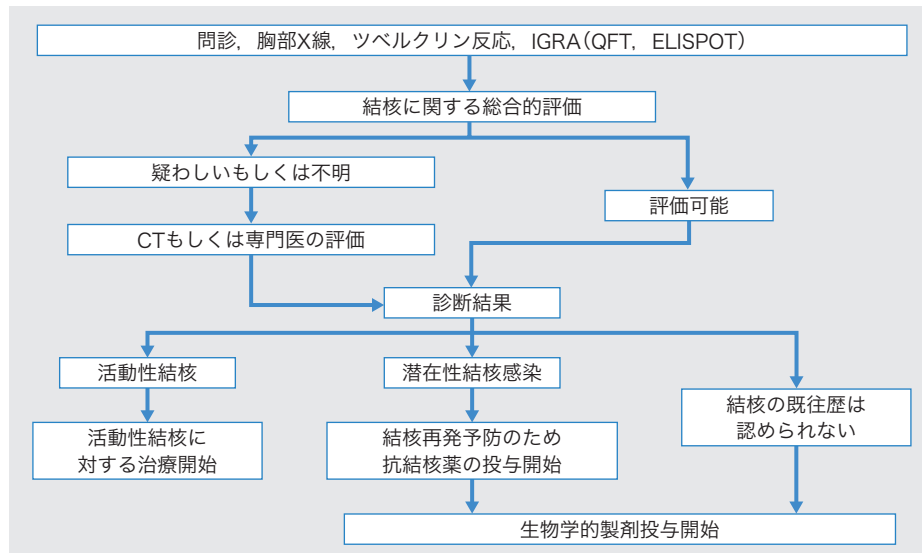 問診，胸部X線，ツベルクリン反応，IGRA（QFT，ELISPOT）
結核に関する総合的評価
疑わしいもしくは不明
評価可能
CTもしくは専門医の評価
診断結果
活動性結核
潜在性結核感染
結核の既往歴は
認められない
活動性結核に
対する治療開始
結核再発予防のため
抗結核薬の投与開始
生物学的製剤投与開始